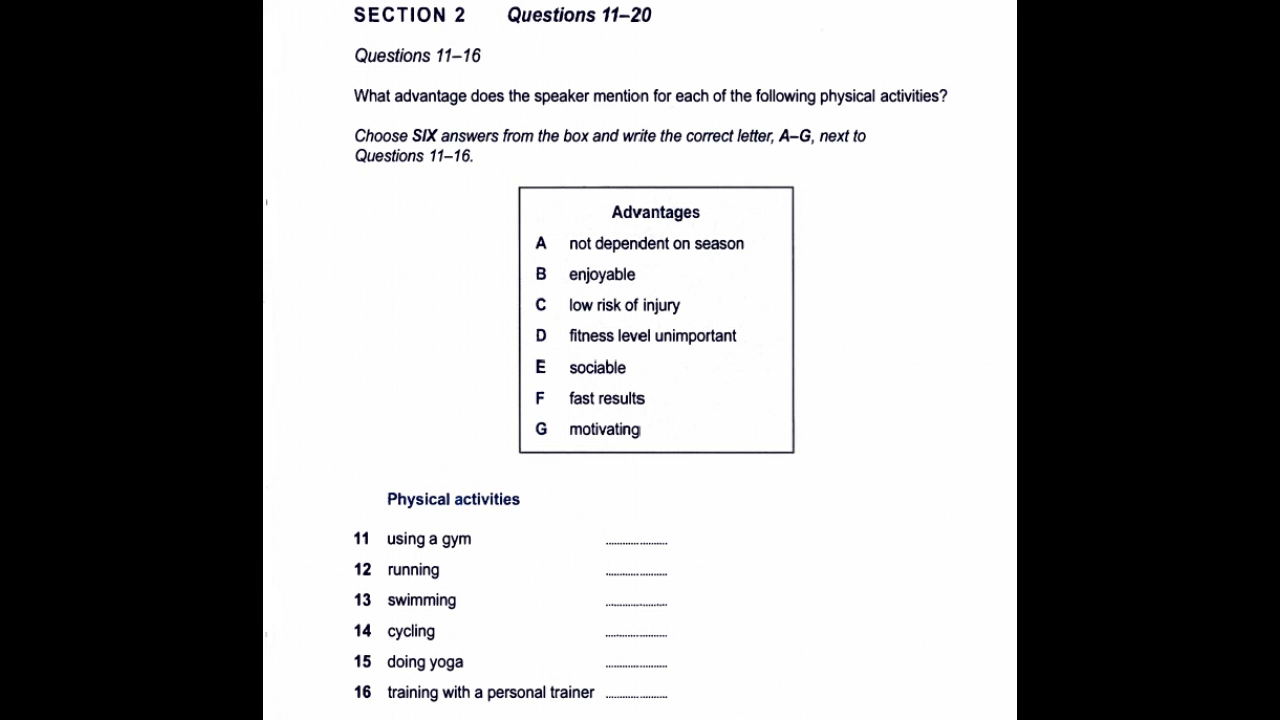 SECTION 2 Questions 11–20
Questions 11–16
What advantage does the speaker mention for each of the following physical activities?
Choose SIX answers from the box and write the correct letter, A–G, next to
Questions 11–16.
Advantages
A not dependent on season
B enjoyable
C low risk of injury
D fitness level unimportant
E sociable
F fast results
G motivating
Physical activities
11 using a gym ....................
12 running ....................
13 swimming ....................
14 cycling ....................
15 doing yoga ....................
16 training with a personal trainer ....................